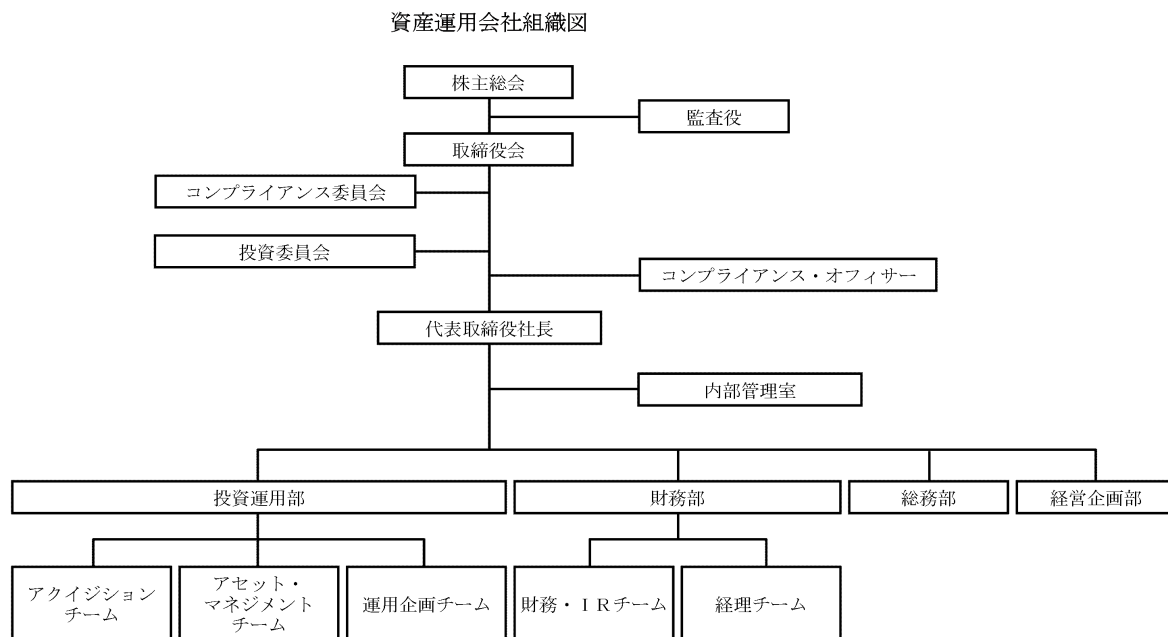 資産運用会社組織図
株主総会
監査役
取締役会
コンプライアンス委員会
投資委員会
コンプライアンス・オフィサー
代表取締役社長
内部管理室
投資運用部
財務部
総務部
経営企画部
アクイジション
チーム
アセット・
マネジメント
チーム
運用企画チーム
財務・ＩＲチーム
経理チーム